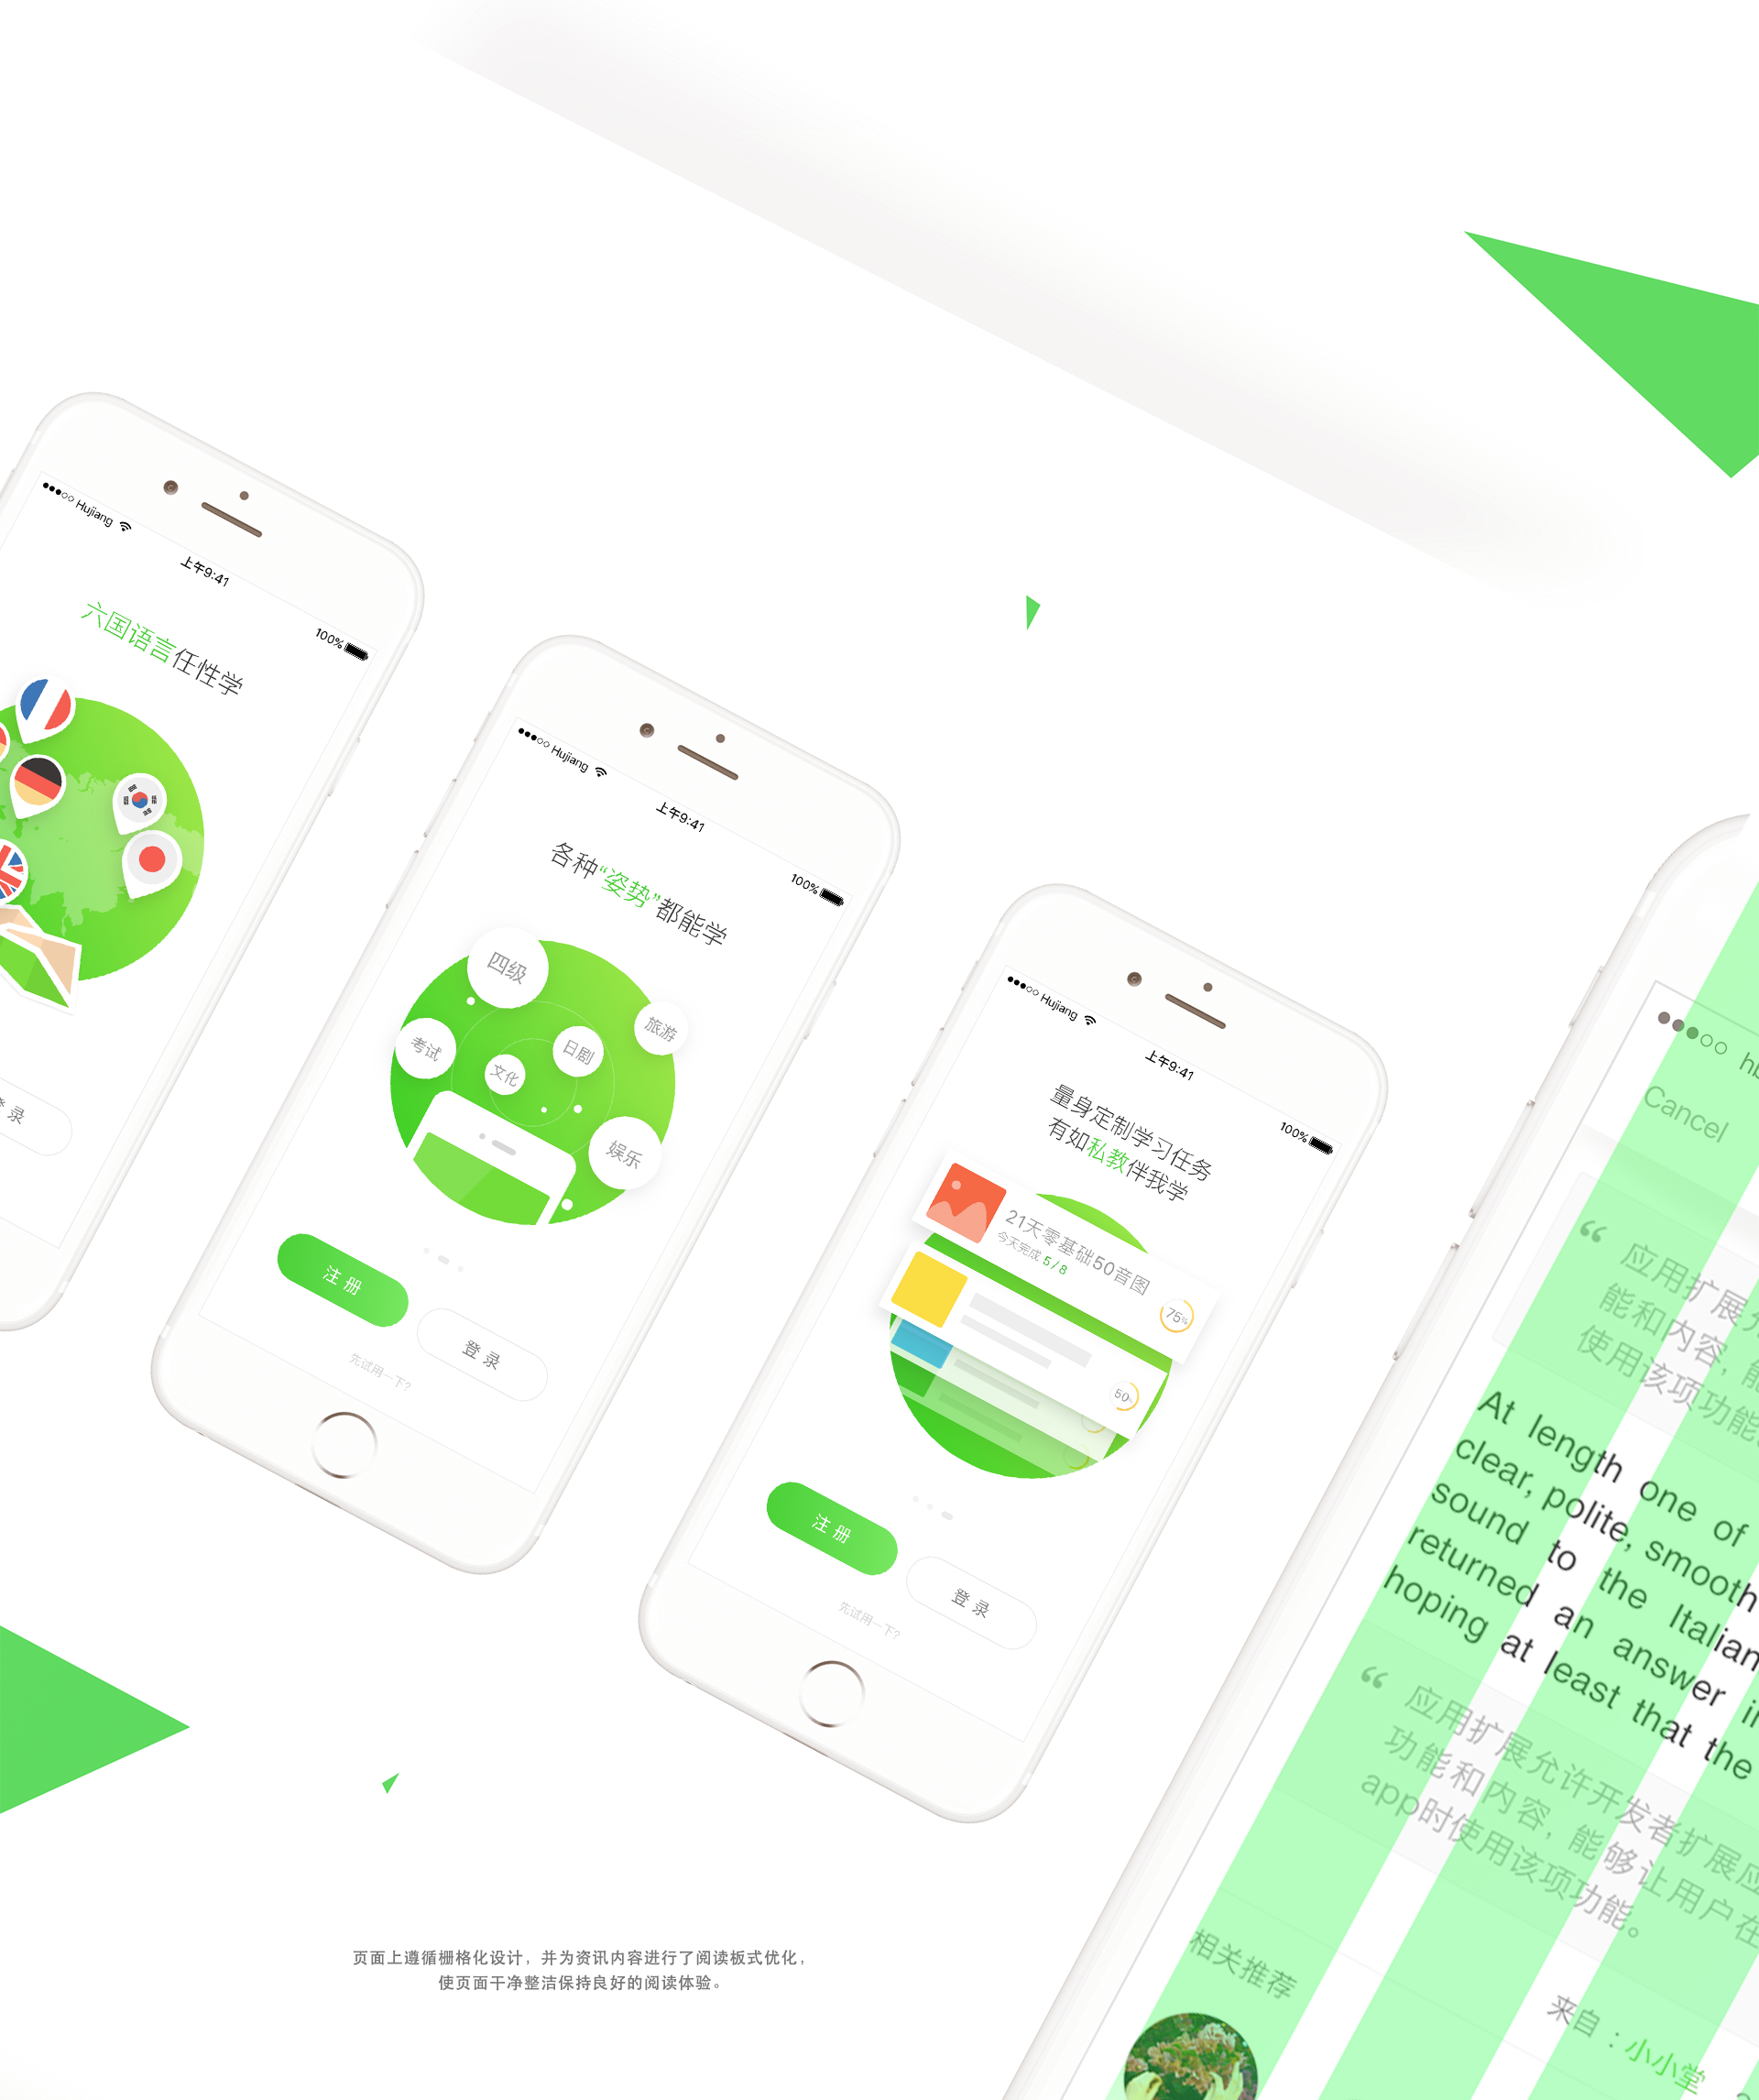 Hujiang
上午9:41
100%
六国语言任性学
录
Hujiang
上午9:41
100%
各种“姿势”都能学
四级
旅游
考试
日剧
文化
娱乐
注 册
登 录
先试用一下?
Hujiang
上午9:41
100%
量身定制学习任务
有如私教伴我学
21天零基础50音图
今天完成 5 / 8
75%
50%
注 册
登 录
先试用一下?
Cancel
“ 应用扩展
能和内容,
使用该项功能
At length one of
clear, polite, smooth
sound to the Italian
returned an answer
hoping at least that the
“ 应用扩展允许开发者扩展应
功能和内容, 能够让用户在
app时使用该项功能。
相关推荐
来自：小小堂
页面上遵循栅格化设计, 并为资讯内容进行了阅读板式优化,
使页面干净整洁保持良好的阅读体验。